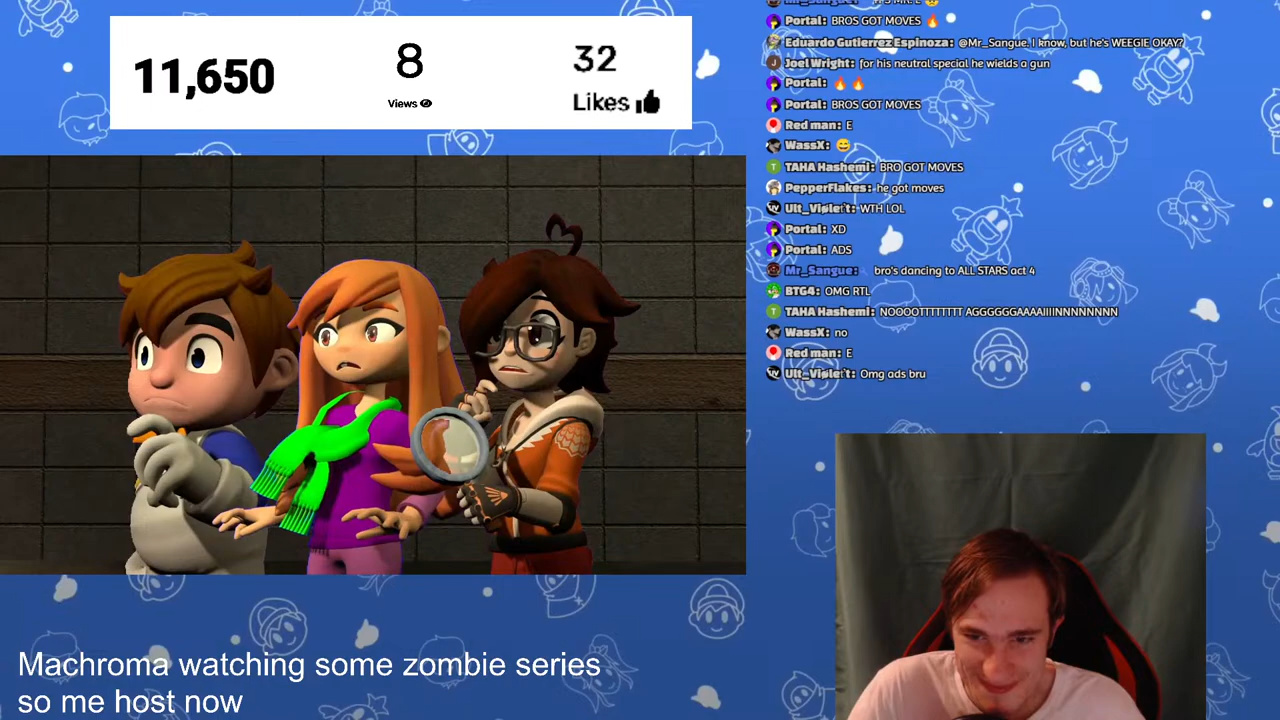 11,650
8
Views
32
Likes
Portal: BROS GOT MOVES 🔥
Eduardo Gutierrez Espinoza: @Mr_Sangue. I know, but he's WEEGIE OKAY?
Joel Wright: for his neutral special he wields a gun
Portal: 🔥🔥
Portal: BROS GOT MOVES
Red man: E
WassX: 😄
TAHA Hashemi: BRO GOT MOVES
PepperFlakes: he got moves
Ult_Violet: WTH LOL
Portal: XD
Portal: ADS
Mr_Sangue: bro's dancing to ALL STARS act 4
BTG4: OMG RTL
WassX: no
Red man: E
Ult_Violet: Omg ads bru
Machroma watching some zombie series
so me host now